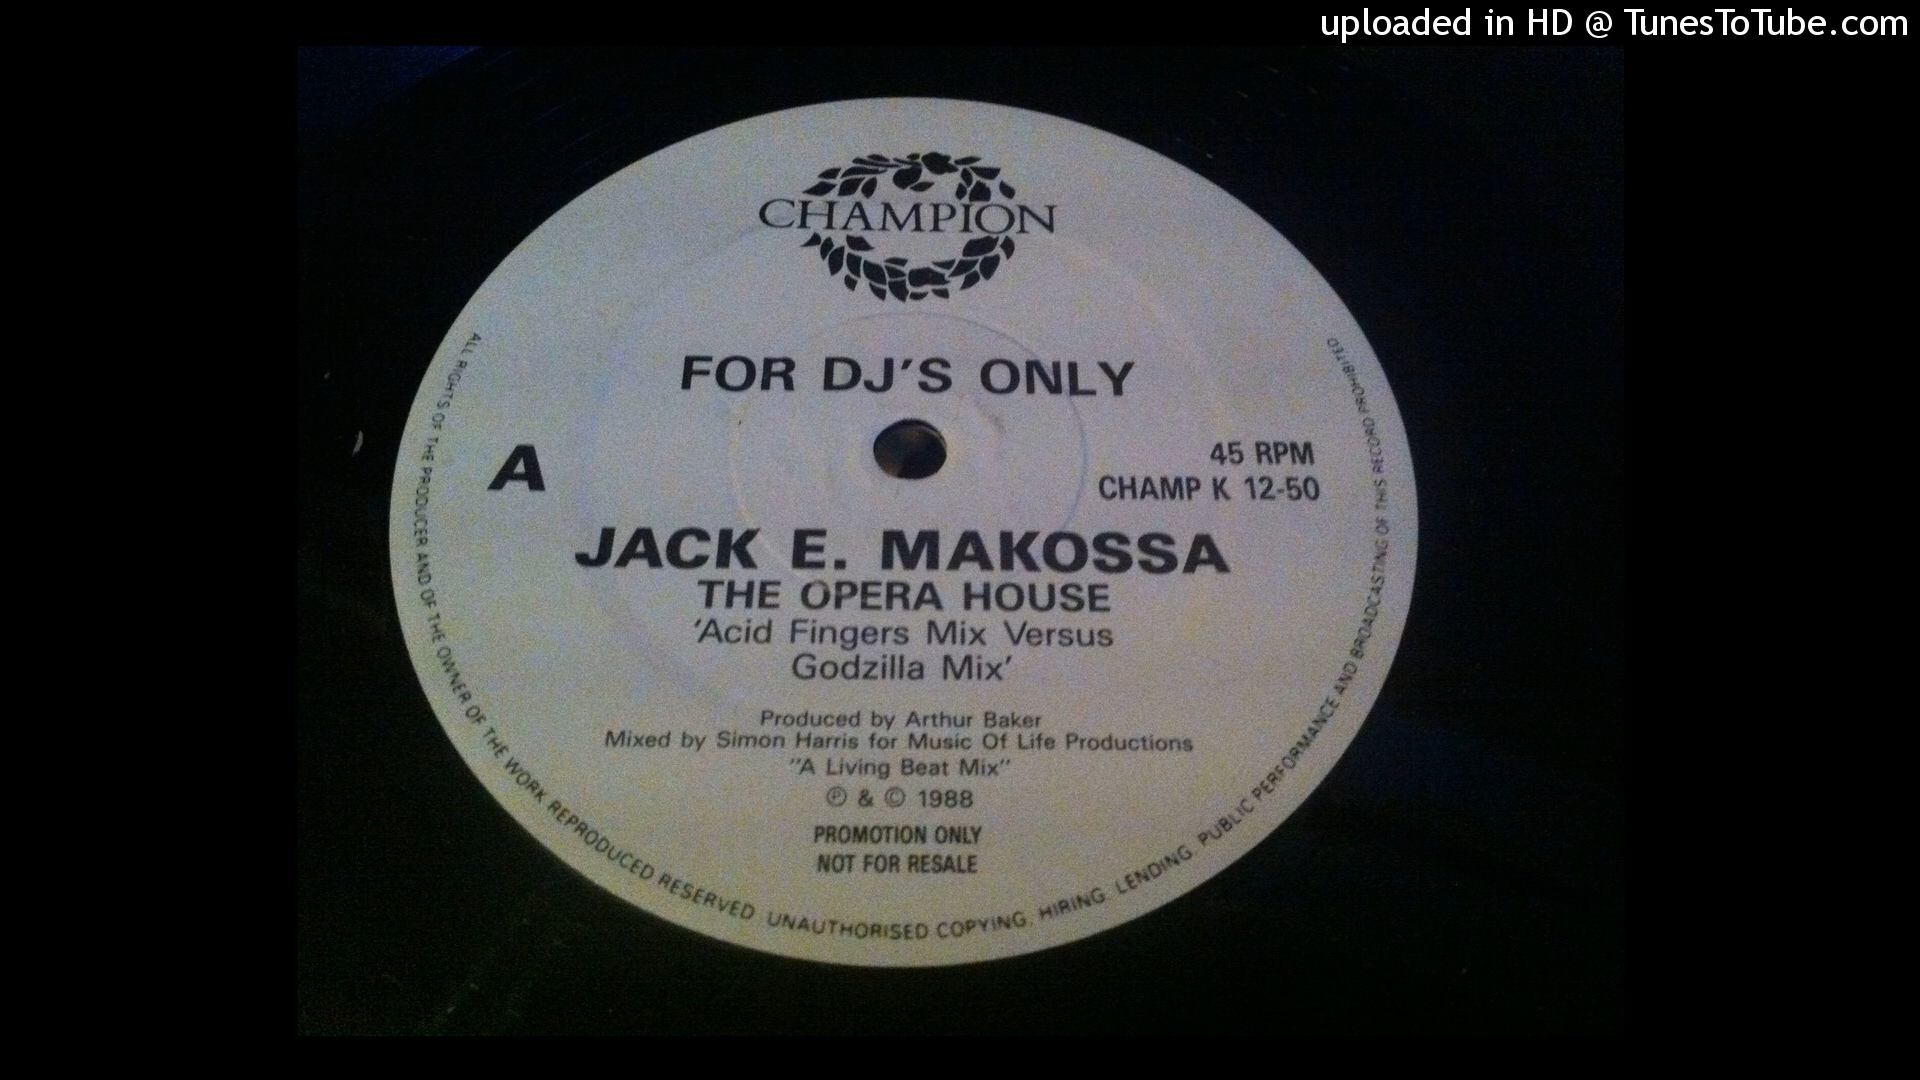 uploaded in HD @ TunesToTube.com
CHAMPION
FOR DJ'S ONLY
A
45 RPM
CHAMP K 12-50
JACK E. MAKOSSA
THE OPERA HOUSE
'Acid Fingers Mix Versus
Godzilla Mix'
Produced by Arthur Baker
Mixed by Simon Harris for Music Of Life Productions
"A Living Beat Mix"
℗ & © 1988
PROMOTION ONLY
NOT FOR RESALE
ALL RIGHTS OF THE PRODUCER AND OF THE OWNER OF THE WORK REPRODUCED RESERVED. UNAUTHORISED COPYING, HIRING, LENDING, PUBLIC PERFORMANCE AND BROADCASTING OF THIS RECORD PROHIBITED